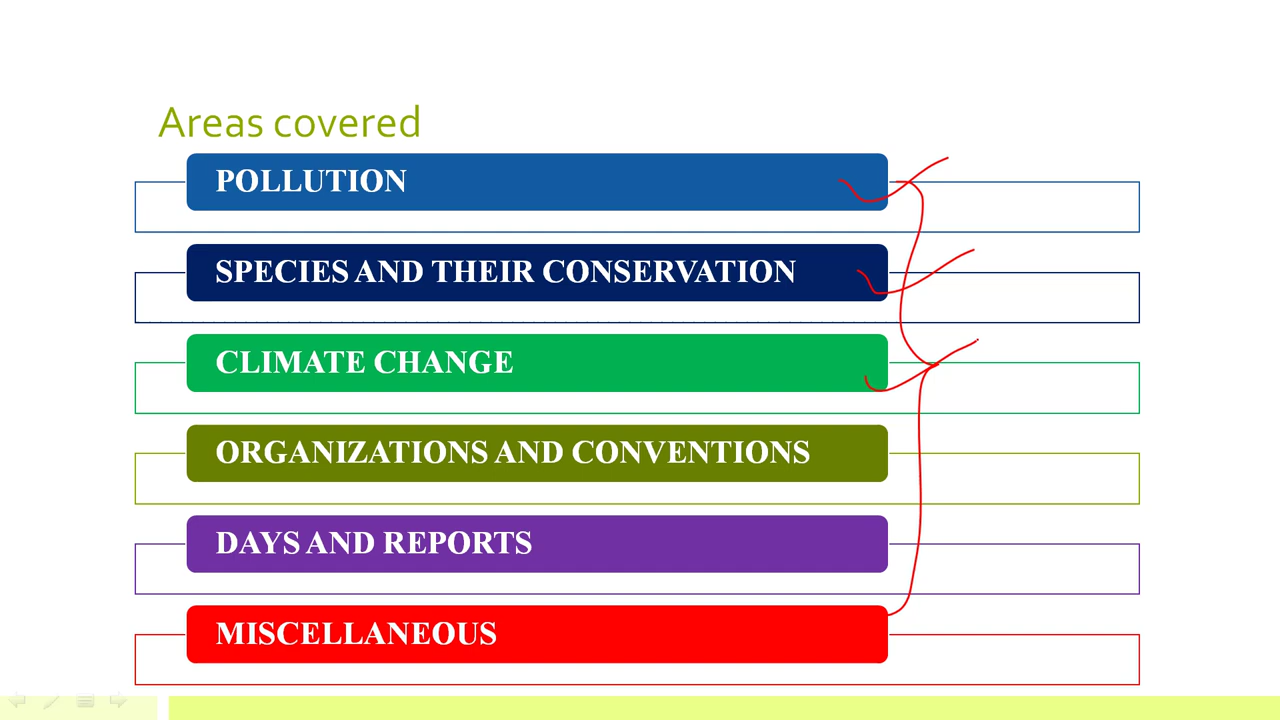 Areas covered
POLLUTION
SPECIES AND THEIR CONSERVATION
CLIMATE CHANGE
ORGANIZATIONS AND CONVENTIONS
DAYS AND REPORTS
MISCELLANEOUS